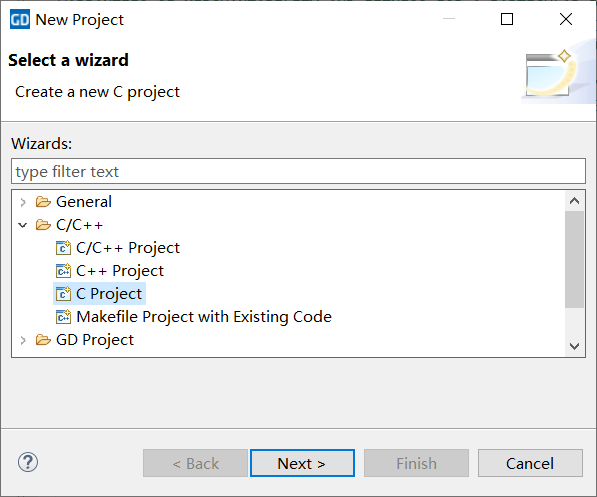 GD New Project
Select a wizard
Create a new C project
Wizards:
type filter text
General
C/C++
C/C++ Project
C++ Project
C Project
Makefile Project with Existing Code
GD Project
? < Back Next > Finish Cancel